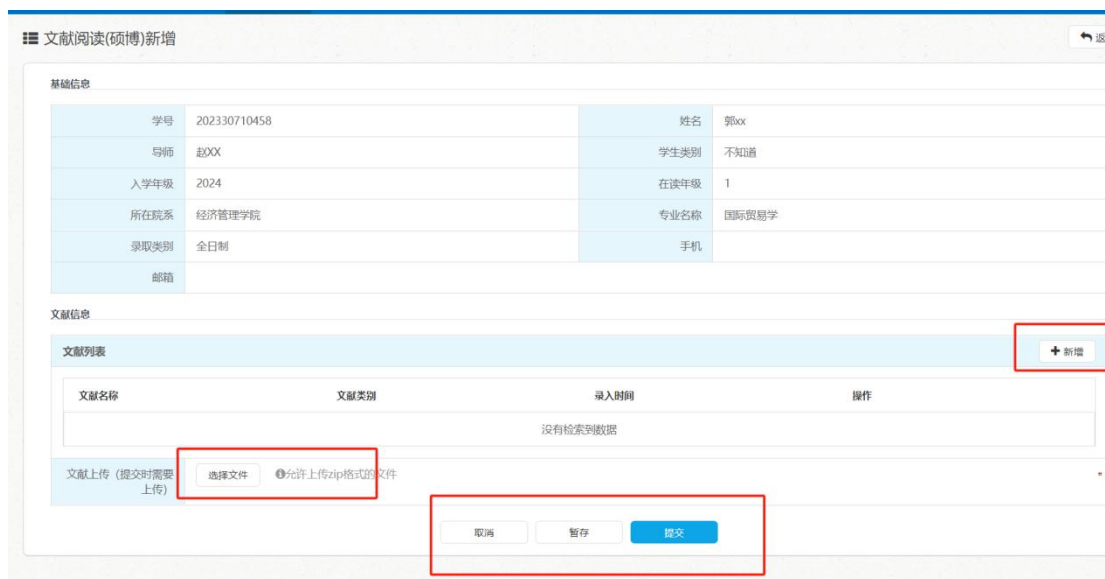 文献阅读(硕博)新增
返
基础信息
学号 202330710458 姓名 郭xx
导师 赵XX 学生类别 不知道
入学年级 2024 在读年级 1
所在院系 经济管理学院 专业名称 国际贸易学
录取类别 全日制 手机
邮箱
文献信息
文献列表 新增
文献名称 文献类别 录入时间 操作
没有检索到数据
文献上传（提交时需要 选择文件 允许上传zip格式的文件 *
上传）
取消 暂存 提交